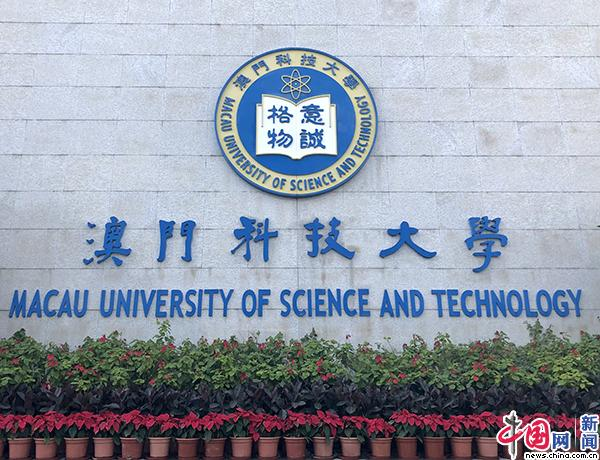 澳門科技大學
意誠
格物
MACAU UNIVERSITY OF SCIENCE AND TECHNOLOGY
澳門科技大學
MACAU UNIVERSITY OF SCIENCE AND TECHNOLOGY
中国网新闻
news.china.com.cn